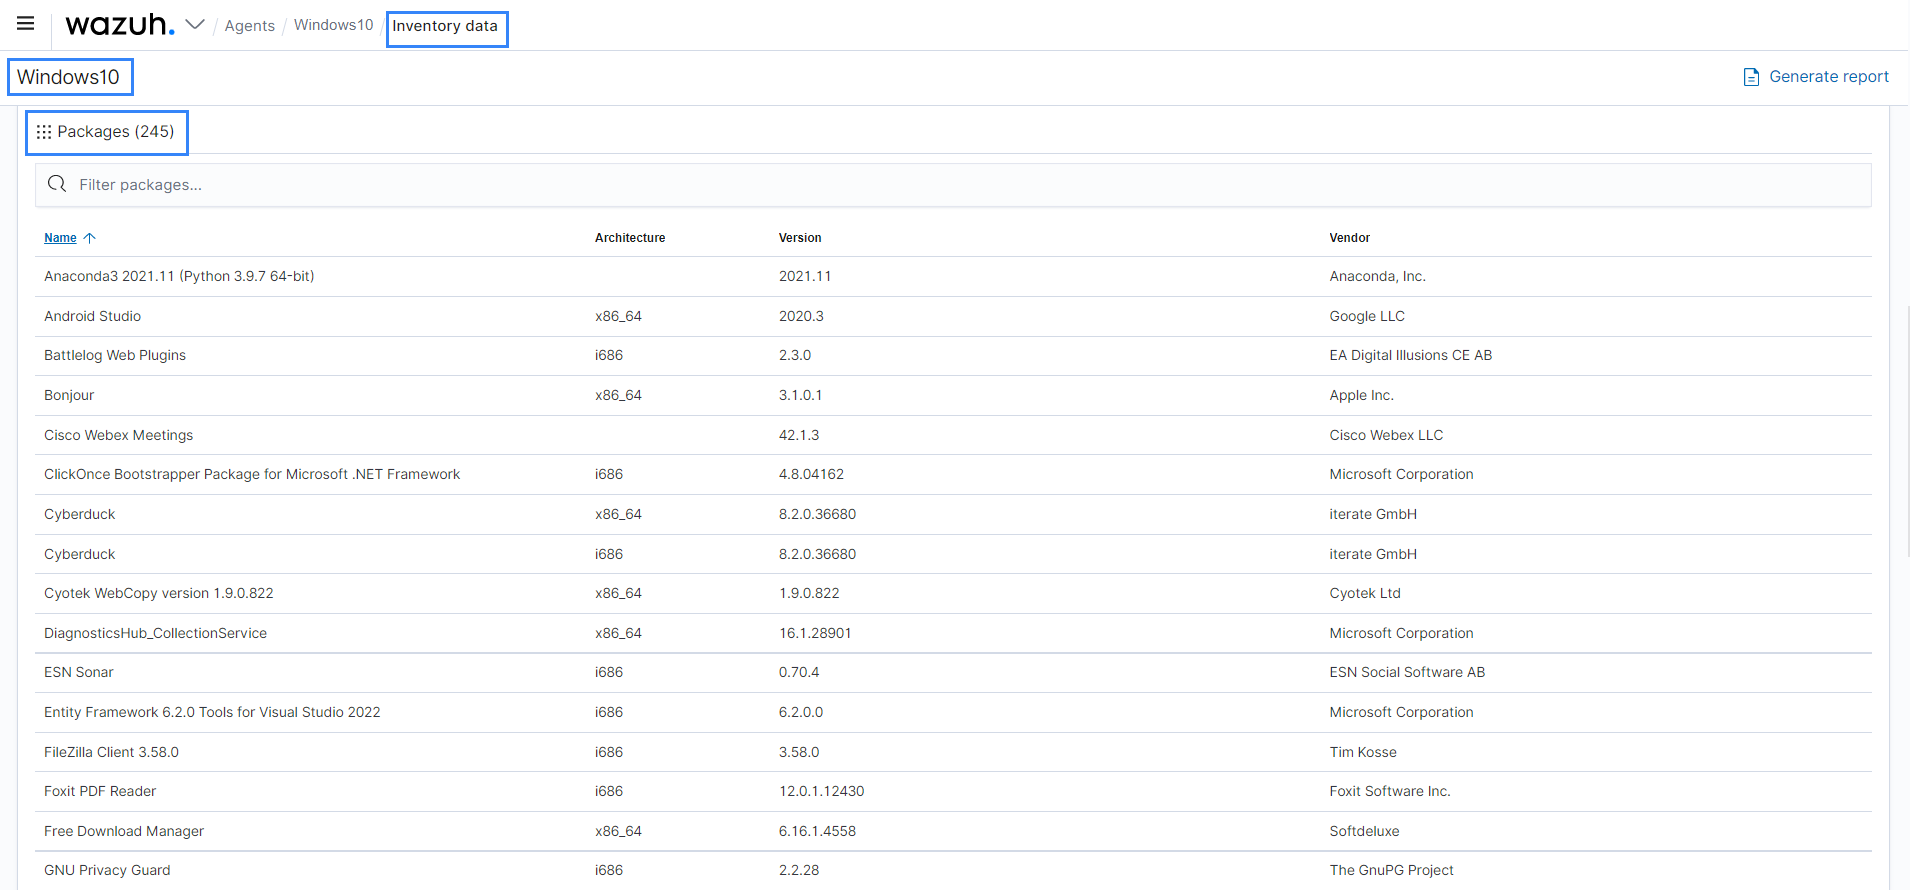 wazuh. / Agents / Windows10 / Inventory data
Windows10
Generate report
Packages (245)
Filter packages...
Name Architecture Version Vendor
Anaconda3 2021.11 (Python 3.9.7 64-bit) 2021.11 Anaconda, Inc.
Android Studio x86_64 2020.3 Google LLC
Battlelog Web Plugins i686 2.3.0 EA Digital Illusions CE AB
Bonjour x86_64 3.1.0.1 Apple Inc.
Cisco Webex Meetings 42.1.3 Cisco Webex LLC
ClickOnce Bootstrapper Package for Microsoft .NET Framework i686 4.8.04162 Microsoft Corporation
Cyberduck x86_64 8.2.0.36680 iterate GmbH
Cyberduck i686 8.2.0.36680 iterate GmbH
Cyotek WebCopy version 1.9.0.822 x86_64 1.9.0.822 Cyotek Ltd
DiagnosticsHub_CollectionService x86_64 16.1.28901 Microsoft Corporation
ESN Sonar i686 0.70.4 ESN Social Software AB
Entity Framework 6.2.0 Tools for Visual Studio 2022 i686 6.2.0.0 Microsoft Corporation
FileZilla Client 3.58.0 i686 3.58.0 Tim Kosse
Foxit PDF Reader i686 12.0.1.12430 Foxit Software Inc.
Free Download Manager x86_64 6.16.1.4558 Softdeluxe
GNU Privacy Guard i686 2.2.28 The GnuPG Project